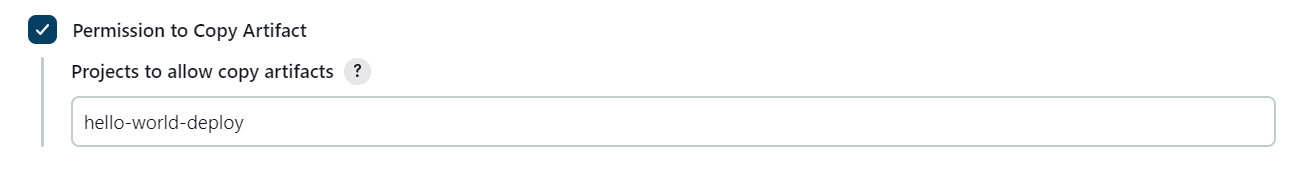 Permission to Copy Artifact
Projects to allow copy artifacts ?
hello-world-deploy